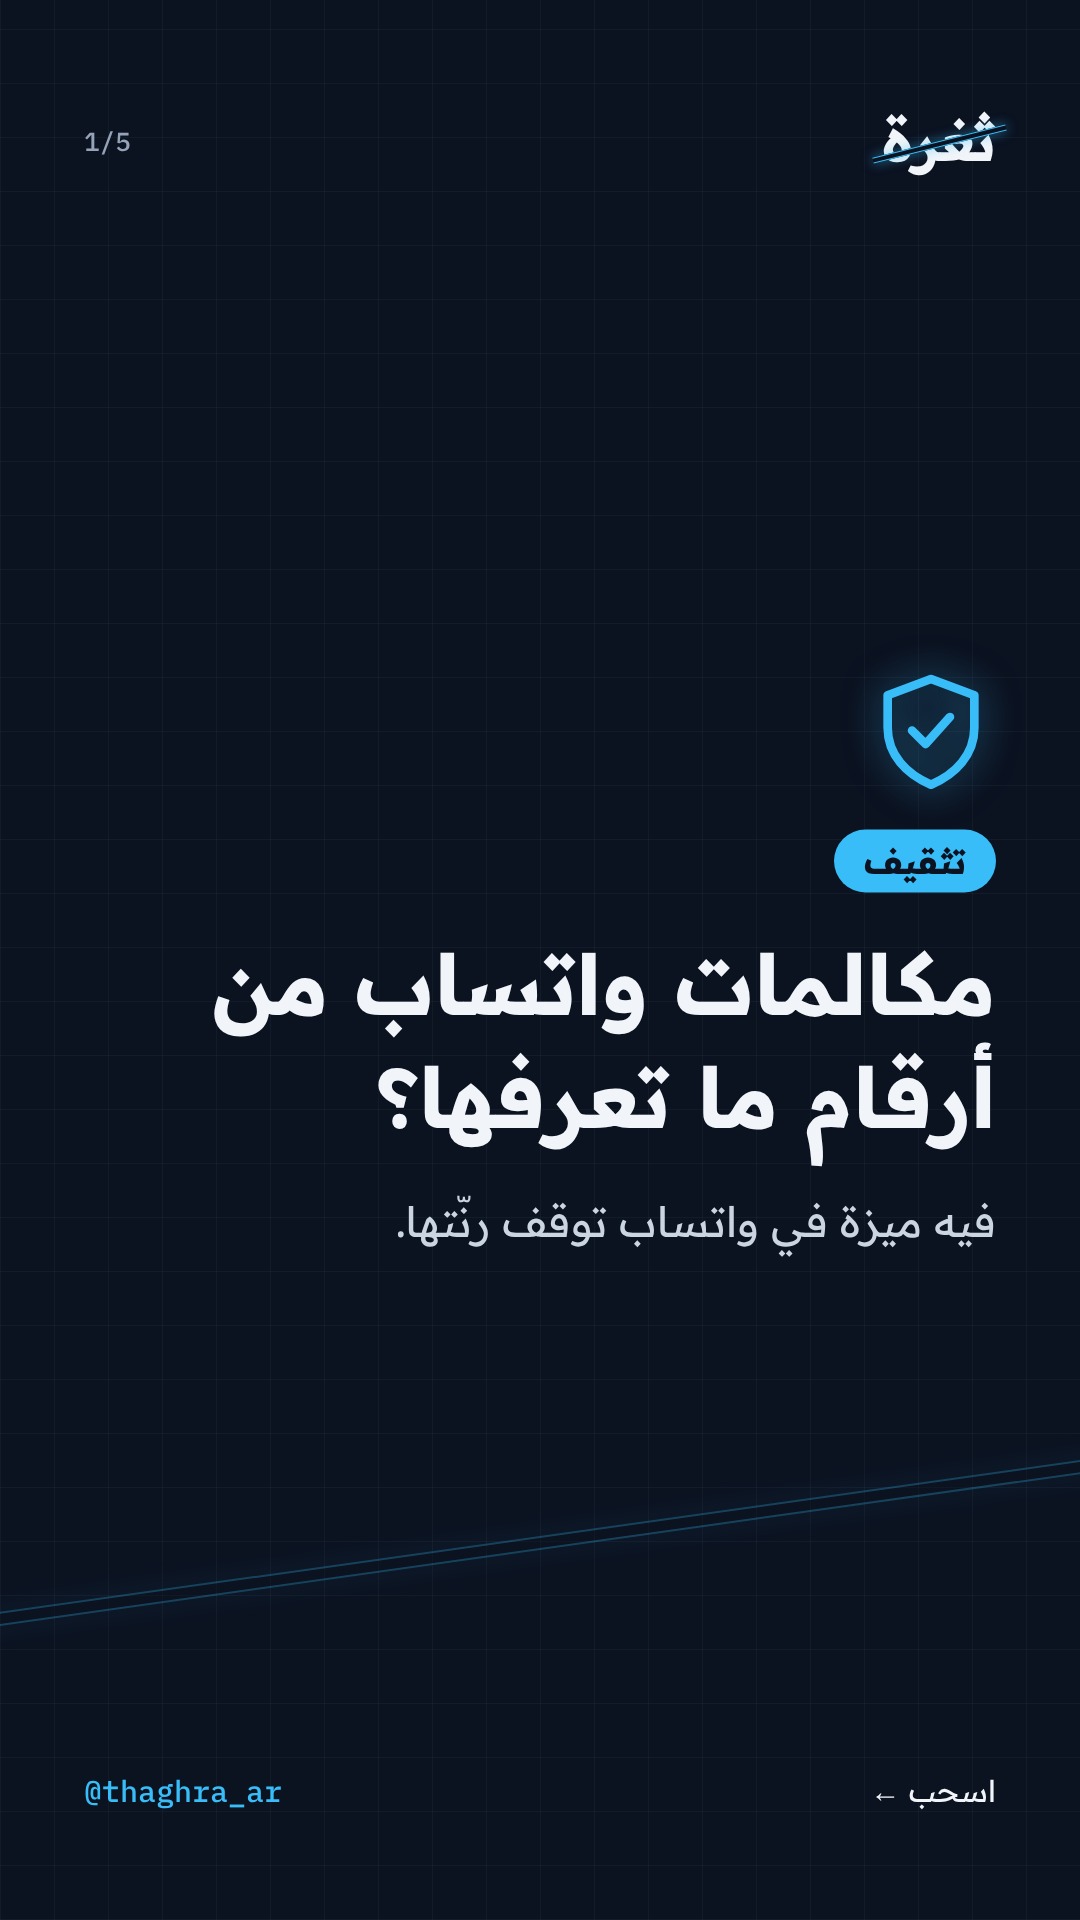 ثغرة
1/5
تثقيف
مكالمات واتساب من
أرقام ما تعرفها؟
فيه ميزة في واتساب توقف رنّتها.
اسحب ←
@thaghra_ar